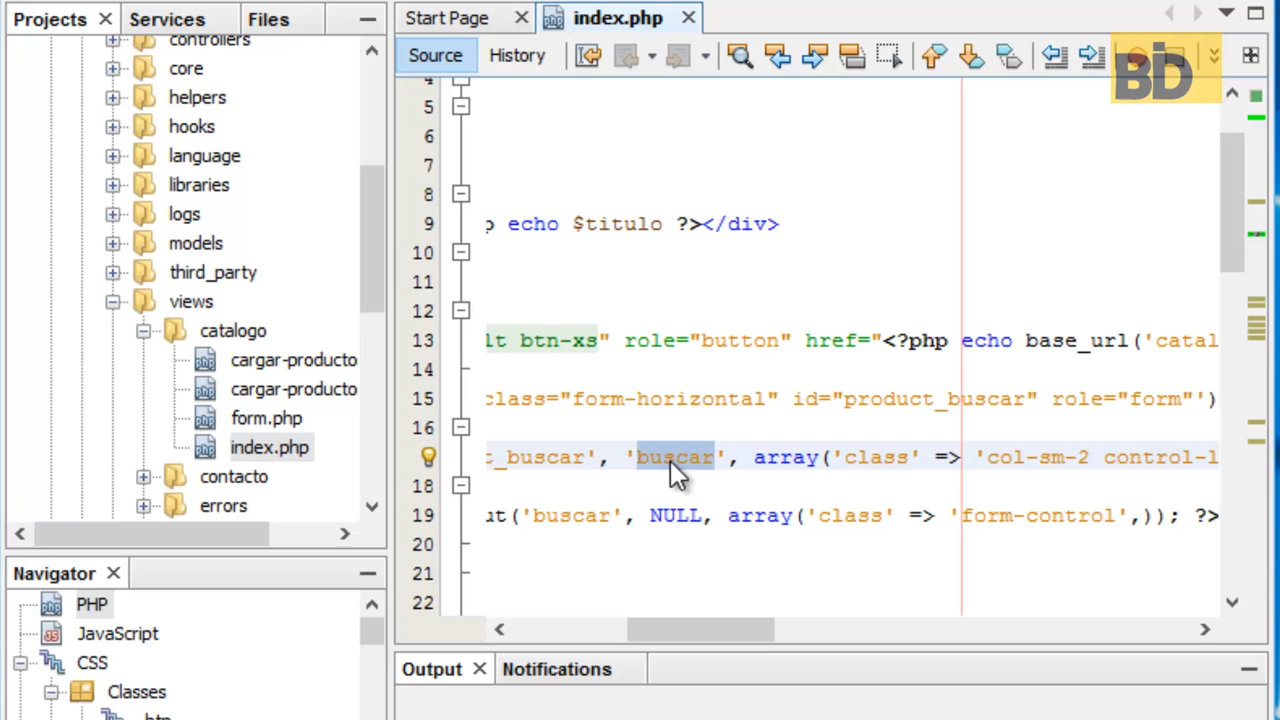 Projects
Services
Files
controllers
core
helpers
hooks
language
libraries
logs
models
third_party
views
catalogo
cargar-producto
cargar-producto
form.php
index.php
contacto
errors
Navigator
PHP
JavaScript
CSS
Classes
btn
Start Page
index.php
Source
History
BD
4
5
6
7
8
9 p echo $titulo ?></div>
10
11
12
13 lt btn-xs" role="button" href="<?php echo base_url('catal
14
15 class="form-horizontal" id="product_buscar" role="form"')
16
t_buscar', 'buscar', array('class' => 'col-sm-2 control-l
18
19 ut('buscar', NULL, array('class' => 'form-control',)); ?>
20
21
22
Output
Notifications